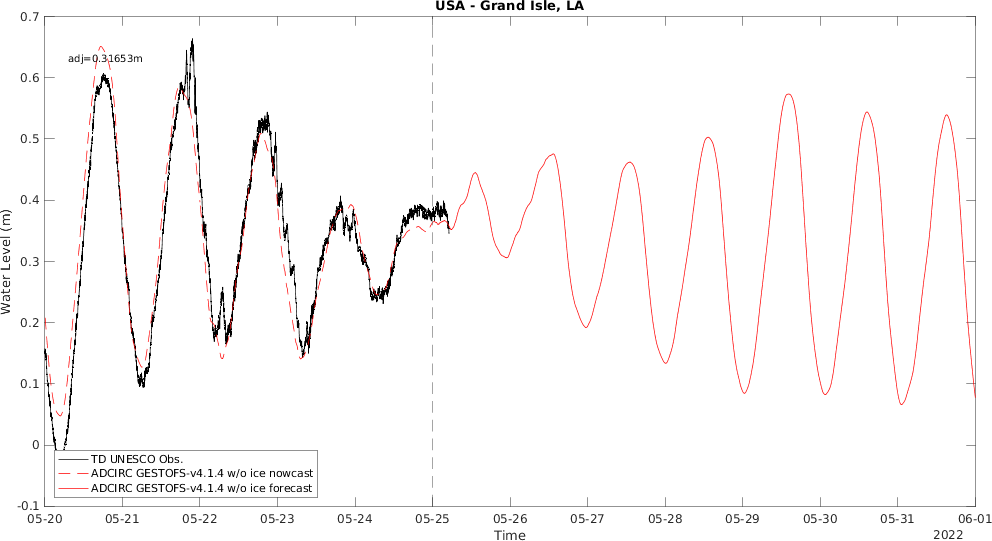 USA - Grand Isle, LA
adj=0.31653m
Water Level (m)
0.7
0.6
0.5
0.4
0.3
0.2
0.1
0
-0.1
TD UNESCO Obs.
ADCIRC GESTOFS-v4.1.4 w/o ice nowcast
ADCIRC GESTOFS-v4.1.4 w/o ice forecast
05-20 05-21 05-22 05-23 05-24 05-25 05-26 05-27 05-28 05-29 05-30 05-31 06-01
Time
2022